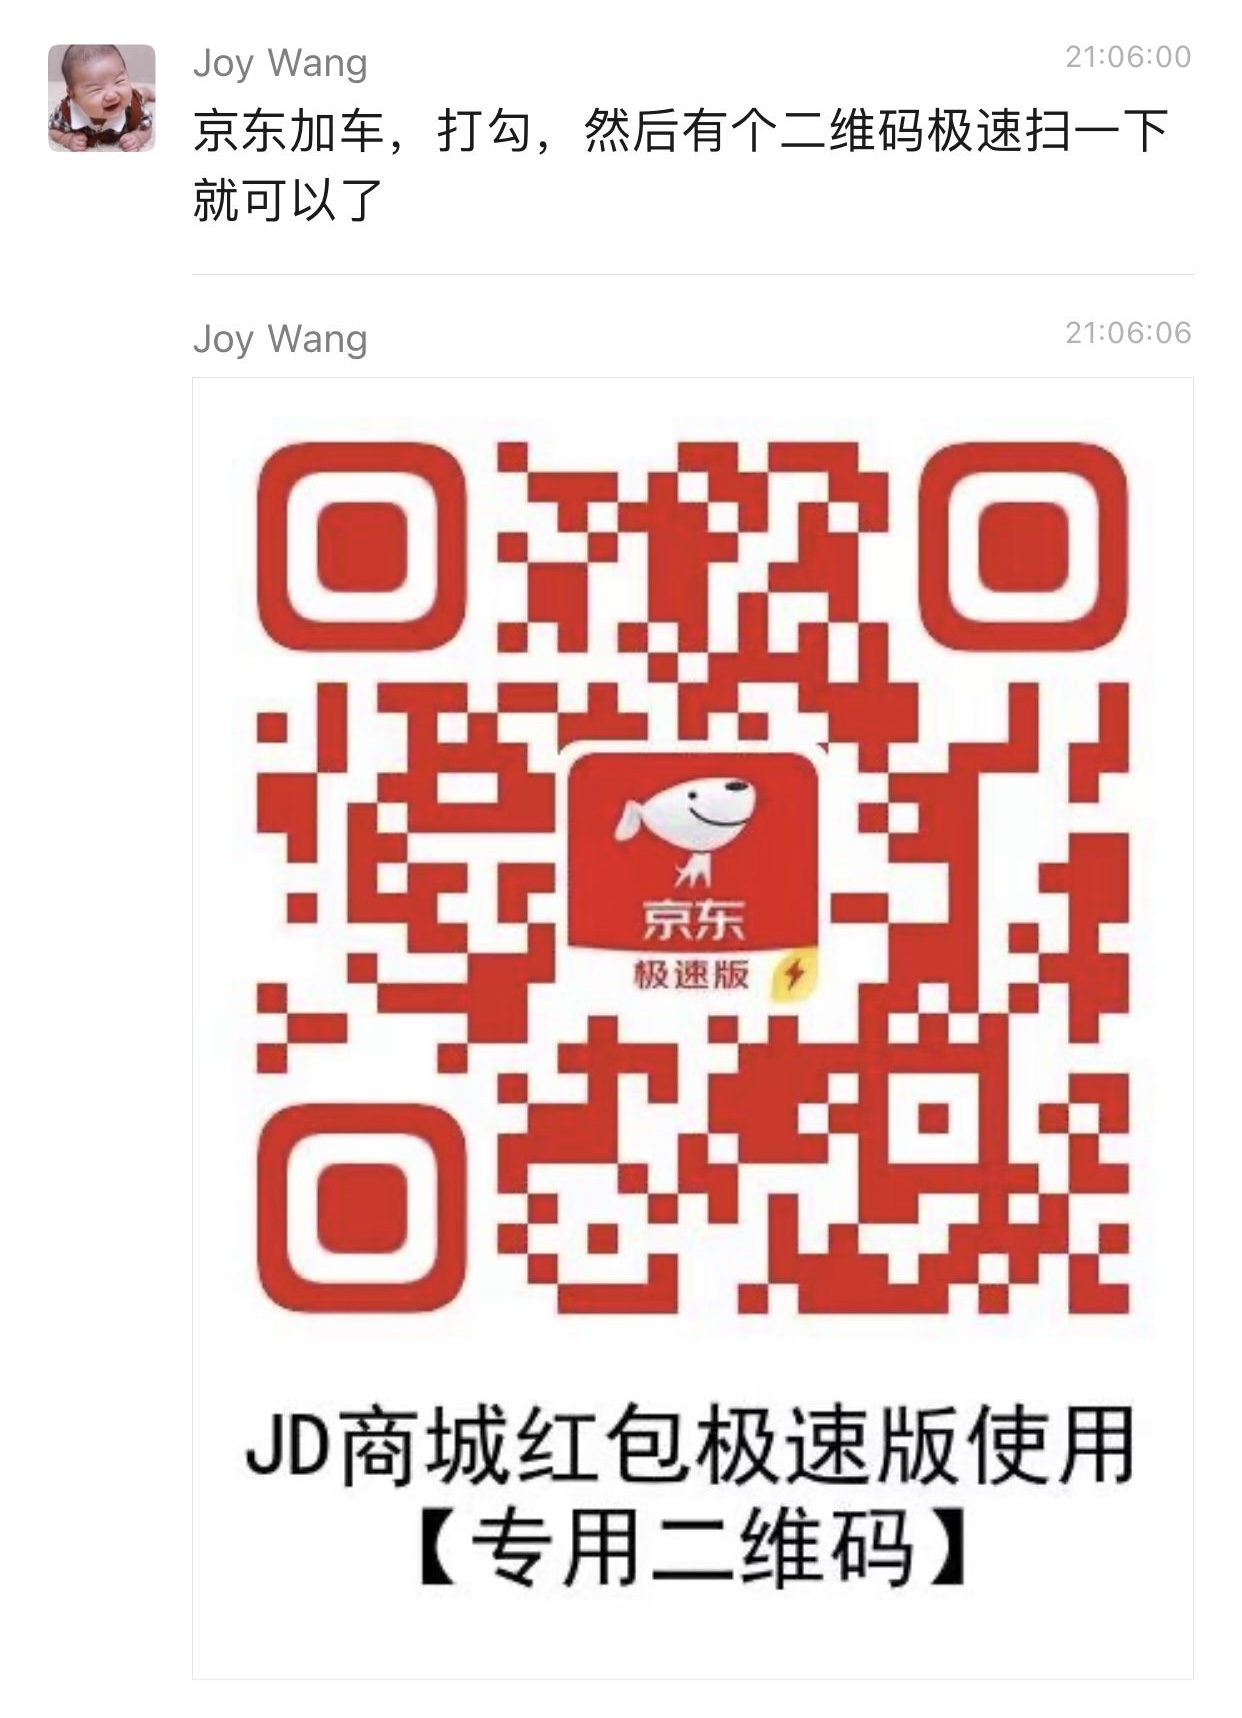 Joy Wang 21:06:00
京东加车，打勾，然后有个二维码极速扫一下
就可以了
Joy Wang 21:06:06
京东
极速版
JD商城红包极速版使用
【专用二维码】